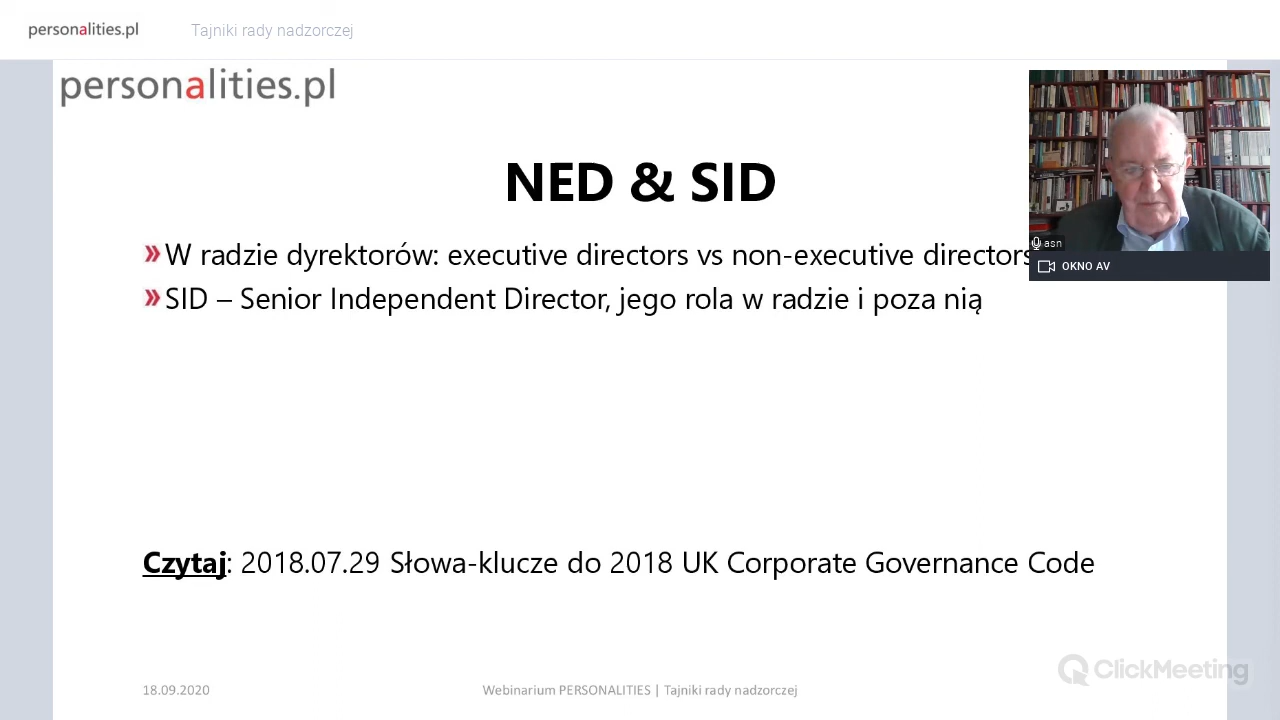 personalities.pl
Tajniki rady nadzorczej
personalities.pl
NED & SID
» W radzie dyrektorów: executive directors vs non-executive directors
» SID – Senior Independent Director, jego rola w radzie i poza nią
asn
OKNO AV
Czytaj: 2018.07.29 Słowa-klucze do 2018 UK Corporate Governance Code
ClickMeeting
18.09.2020
Webinarium PERSONALITIES | Tajniki rady nadzorczej